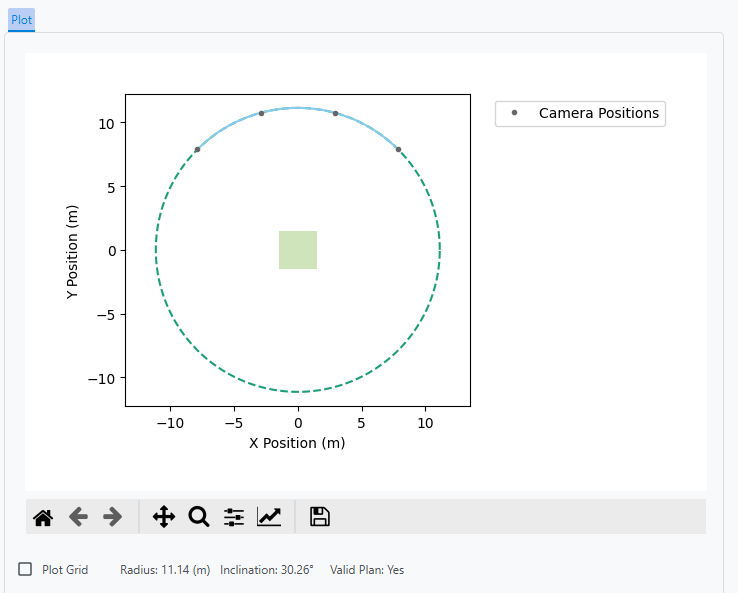 Plot
Camera Positions
10
5
0
−5
−10
Y Position (m)
−10 −5 0 5 10
X Position (m)
Plot Grid Radius: 11.14 (m) Inclination: 30.26° Valid Plan: Yes